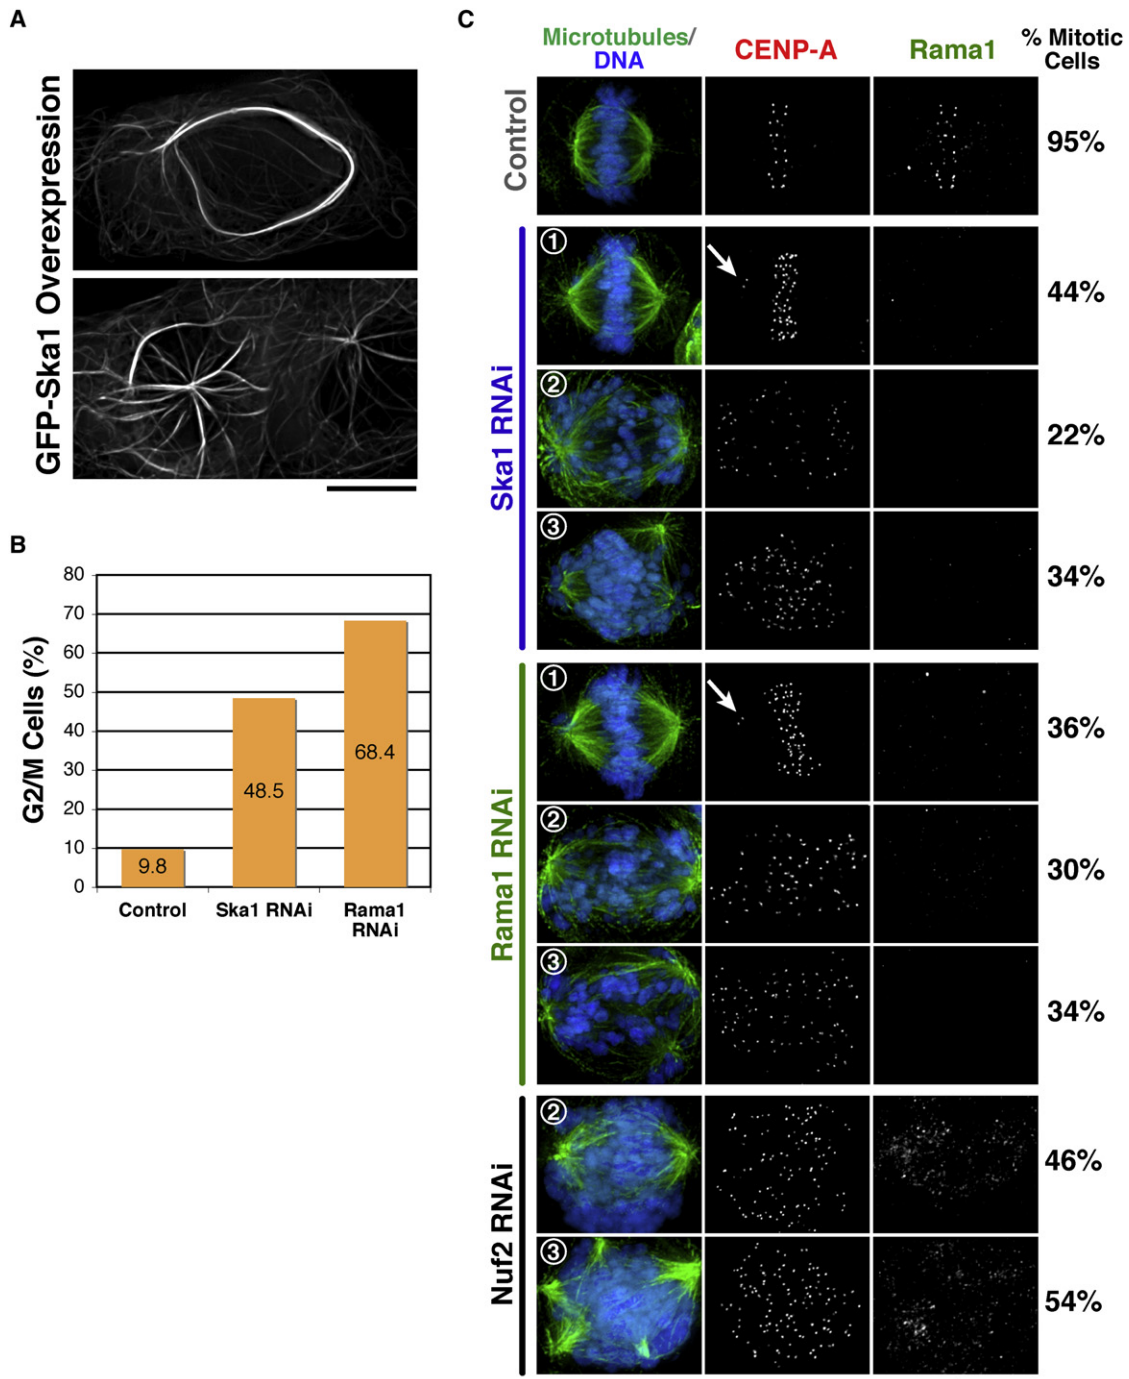 A
GFP-Ska1 Overexpression
B
G2/M Cells (%)
80
70
60
50
40
30
20
10
0
9.8
48.5
68.4
Control
Ska1 RNAi
Rama1
RNAi
C
Microtubules/
DNA
CENP-A
Rama1
% Mitotic
Cells
Control
95%
Ska1 RNAi
1
44%
2
22%
3
34%
Rama1 RNAi
1
36%
2
30%
3
34%
Nuf2 RNAi
2
46%
3
54%